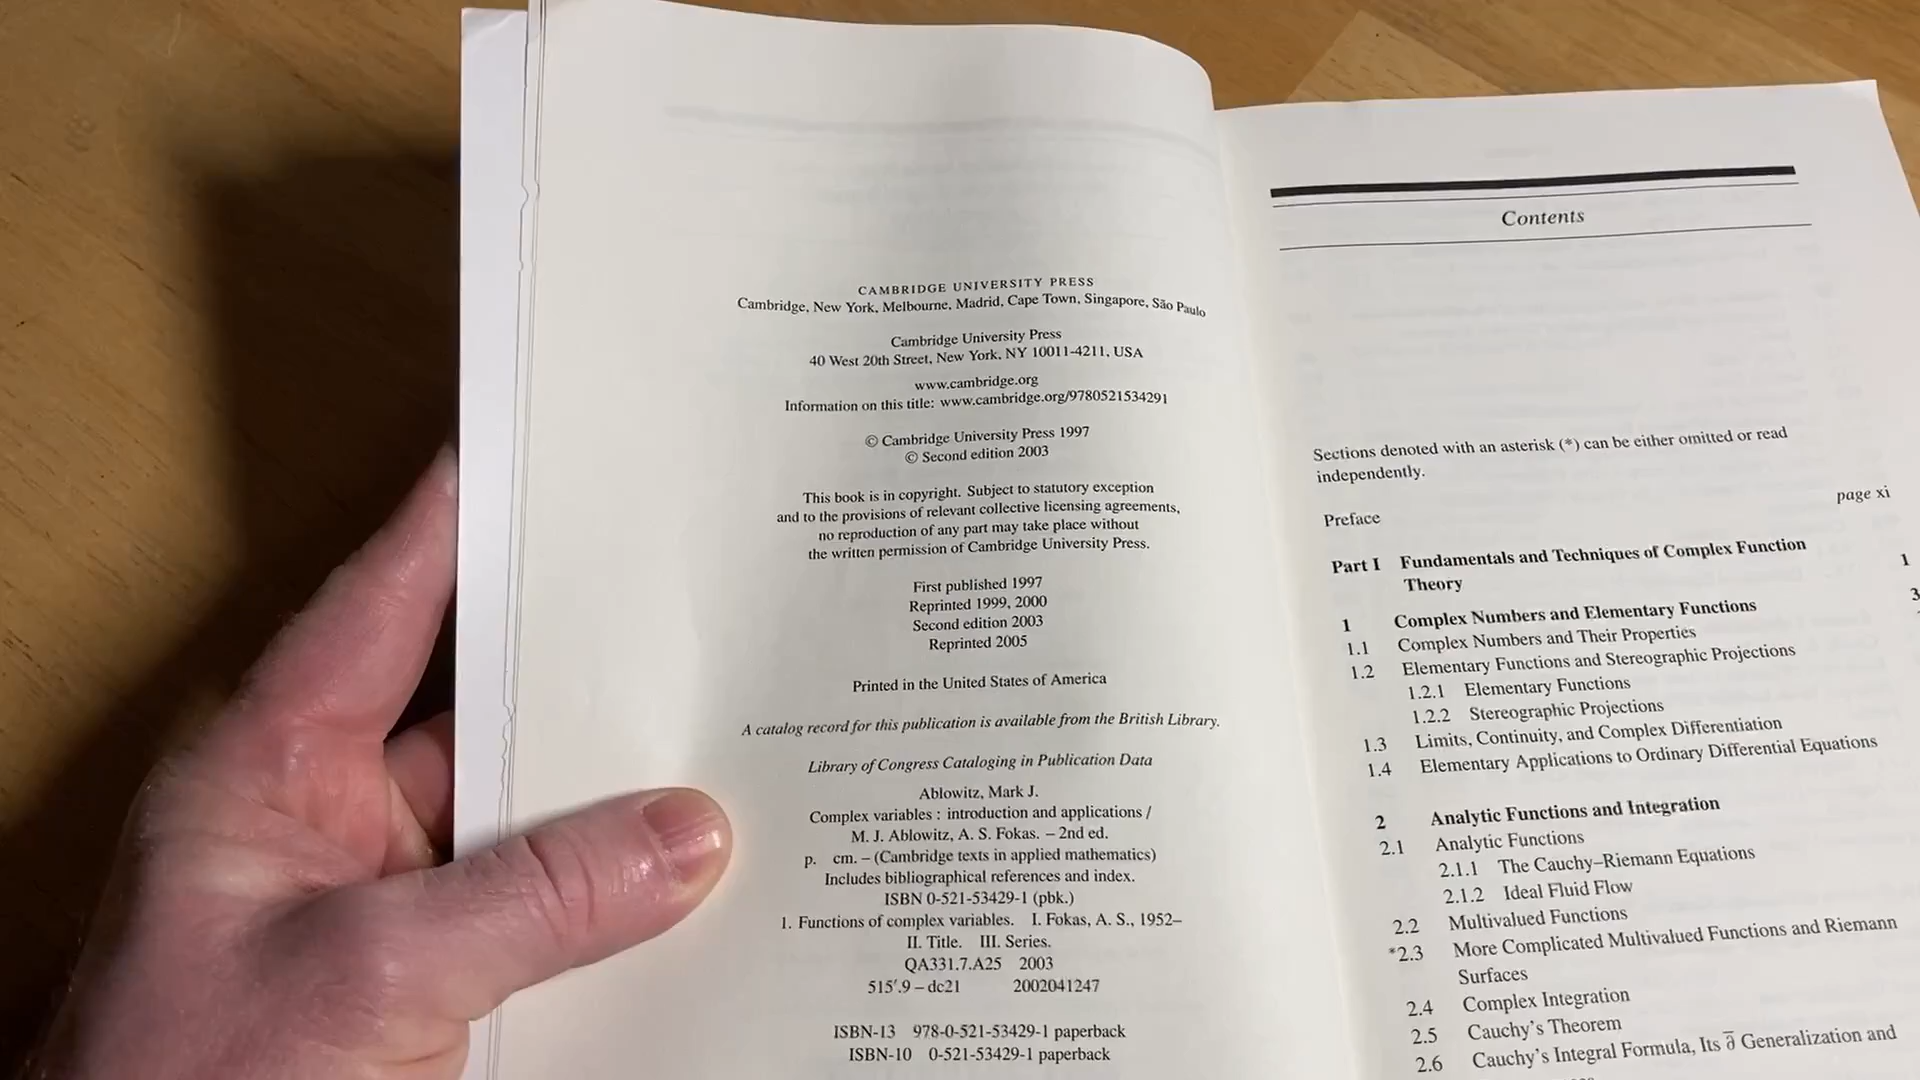 CAMBRIDGE UNIVERSITY PRESS
Cambridge, New York, Melbourne, Madrid, Cape Town, Singapore, São Paulo
Cambridge University Press
40 West 20th Street, New York, NY 10011-4211, USA
www.cambridge.org
Information on this title: www.cambridge.org/9780521534291
© Cambridge University Press 1997
© Second edition 2003
This book is in copyright. Subject to statutory exception
and to the provisions of relevant collective licensing agreements,
no reproduction of any part may take place without
the written permission of Cambridge University Press.
First published 1997
Reprinted 1999, 2000
Second edition 2003
Reprinted 2005
Printed in the United States of America
A catalog record for this publication is available from the British Library.
Library of Congress Cataloging in Publication Data
Ablowitz, Mark J.
Complex variables : introduction and applications /
M. J. Ablowitz, A. S. Fokas. – 2nd ed.
p. cm. – (Cambridge texts in applied mathematics)
Includes bibliographical references and index.
ISBN 0-521-53429-1 (pbk.)
1. Functions of complex variables. I. Fokas, A. S., 1952–
II. Title. III. Series.
QA331.7.A25 2003
515′.9 – dc21 2002041247
ISBN-13 978-0-521-53429-1 paperback
ISBN-10 0-521-53429-1 paperback
Contents
Sections denoted with an asterisk (*) can be either omitted or read
independently.
Preface page xi
Part I Fundamentals and Techniques of Complex Function
Theory 1
1 Complex Numbers and Elementary Functions 3
1.1 Complex Numbers and Their Properties
1.2 Elementary Functions and Stereographic Projections
1.2.1 Elementary Functions
1.2.2 Stereographic Projections
1.3 Limits, Continuity, and Complex Differentiation
1.4 Elementary Applications to Ordinary Differential Equations
2 Analytic Functions and Integration
2.1 Analytic Functions
2.1.1 The Cauchy–Riemann Equations
2.1.2 Ideal Fluid Flow
2.2 Multivalued Functions
*2.3 More Complicated Multivalued Functions and Riemann
Surfaces
2.4 Complex Integration
2.5 Cauchy's Theorem
2.6 Cauchy's Integral Formula, Its ∂̅ Generalization and